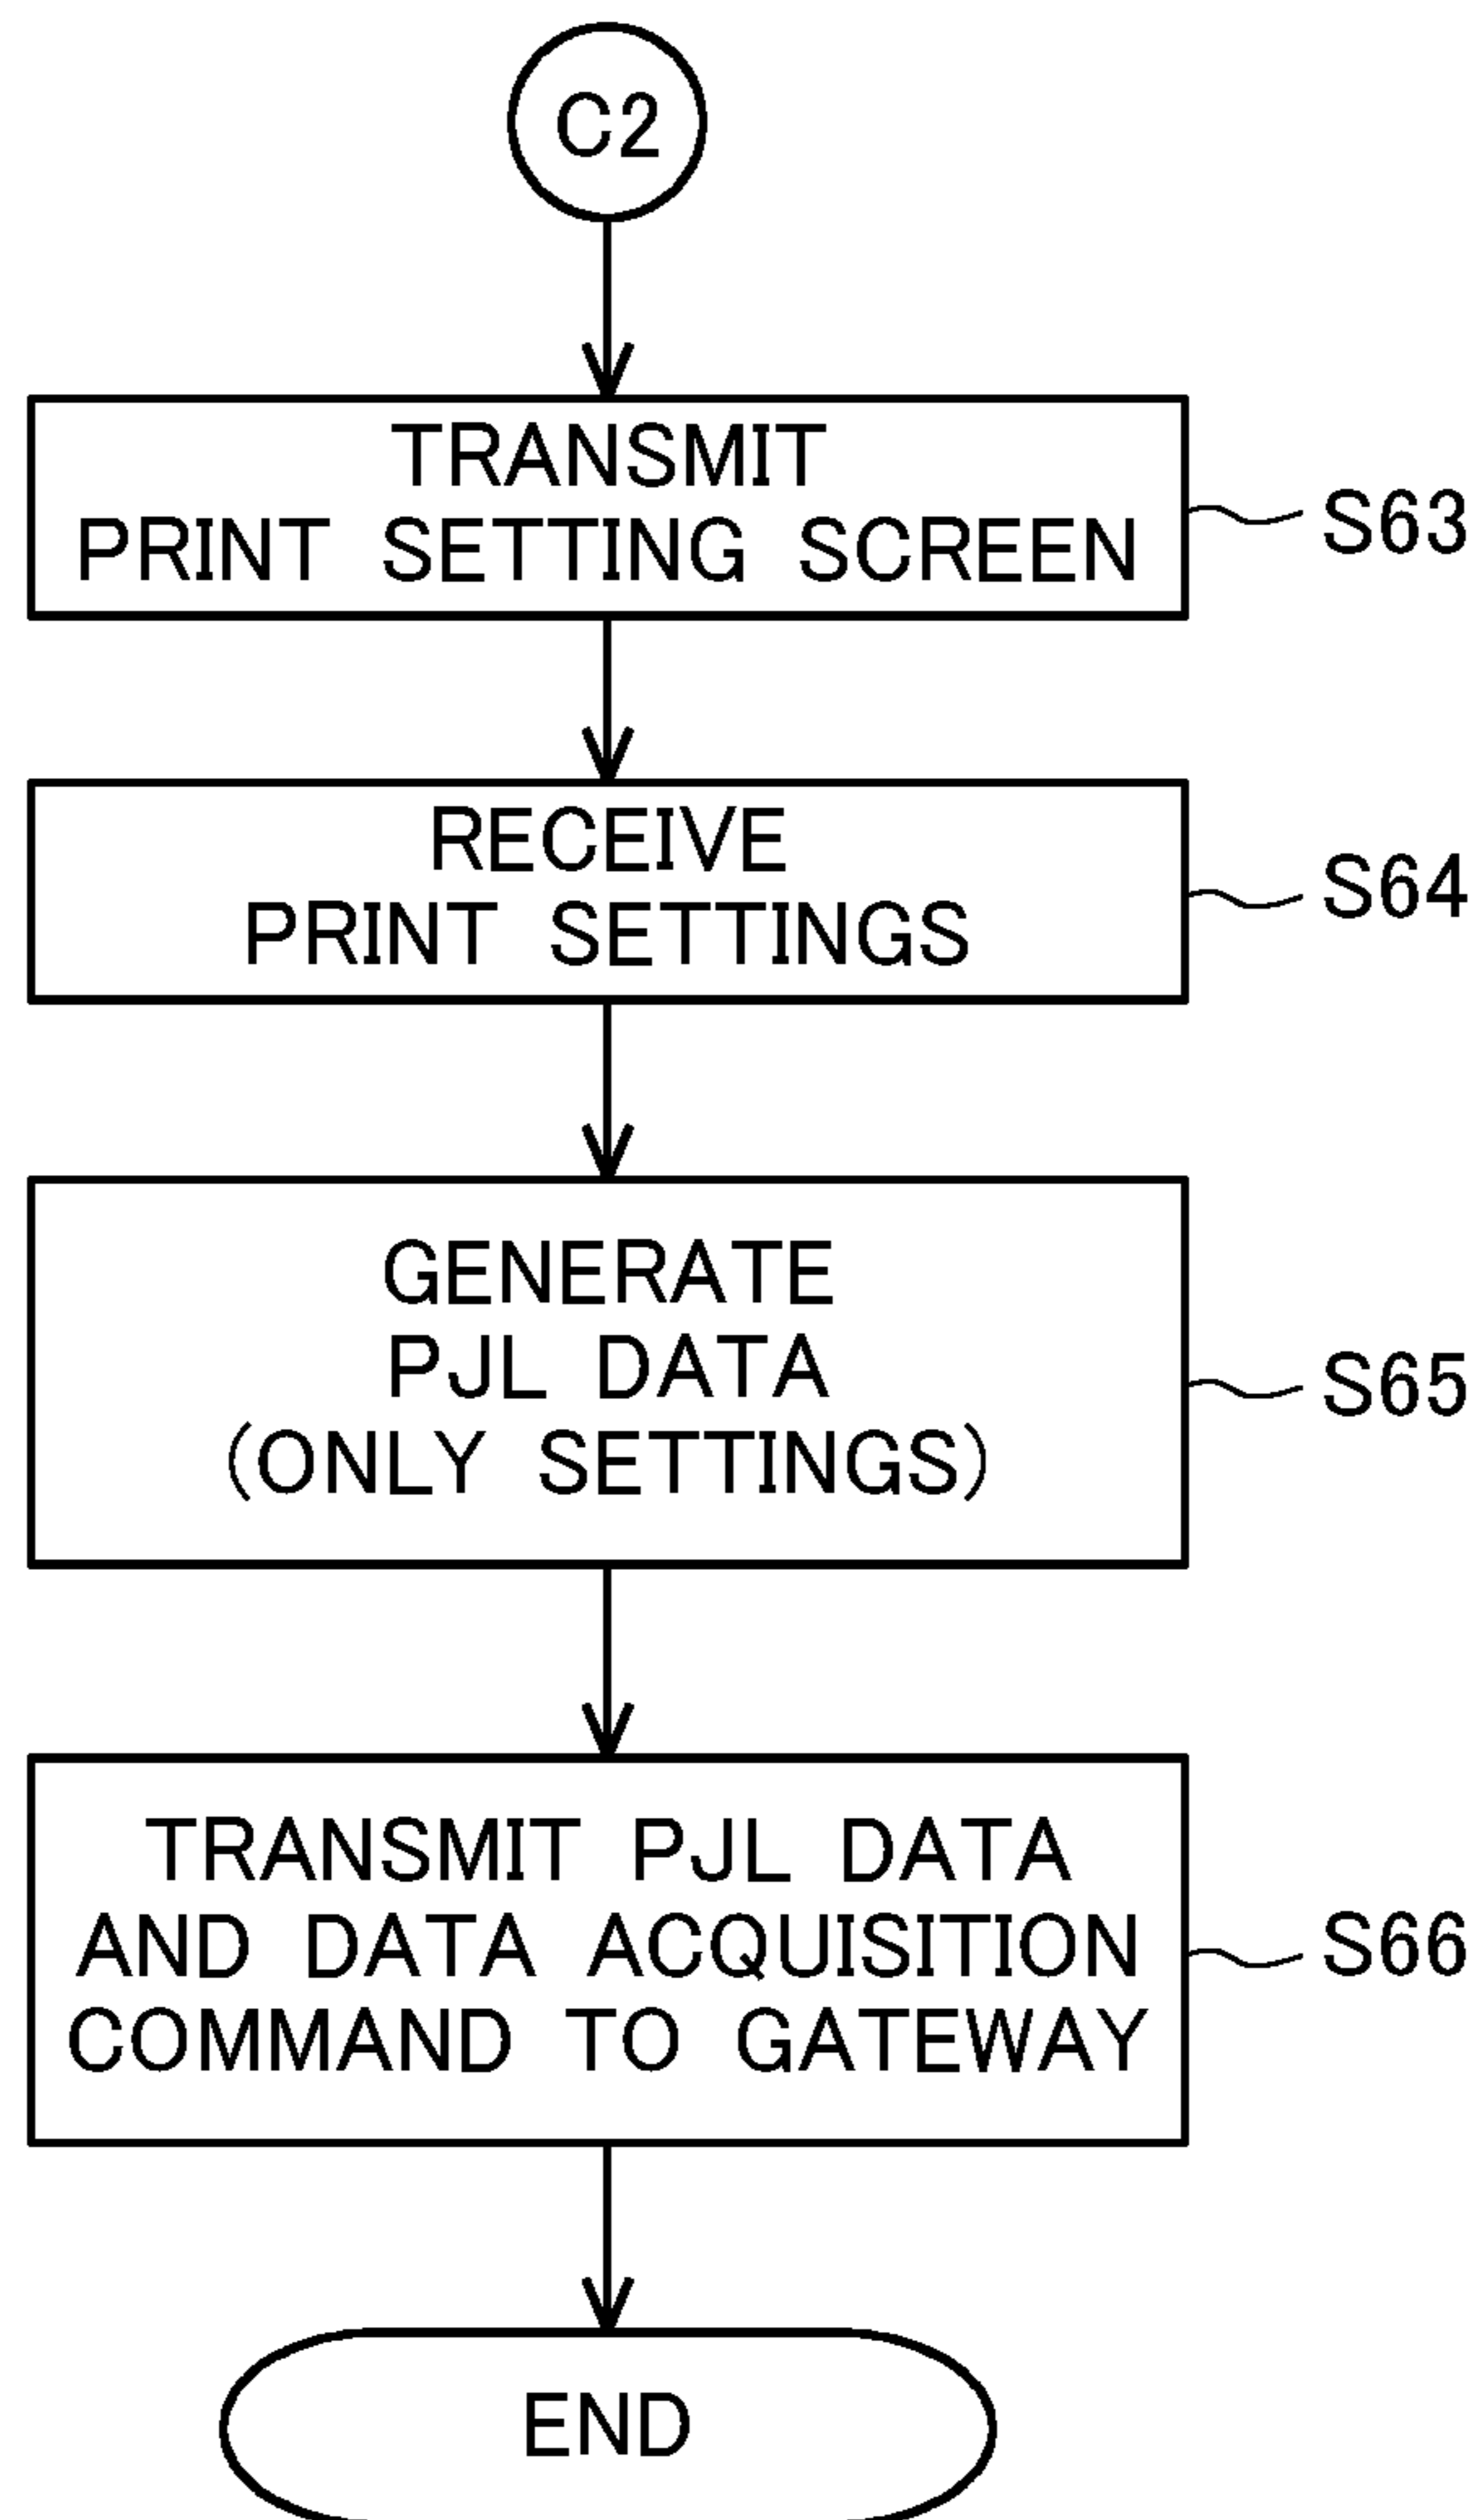 C2
TRANSMIT
PRINT SETTING SCREEN
S63
RECEIVE
PRINT SETTINGS
S64
GENERATE
PJL DATA
(ONLY SETTINGS)
S65
TRANSMIT PJL DATA
AND DATA ACQUISITION
COMMAND TO GATEWAY
S66
END